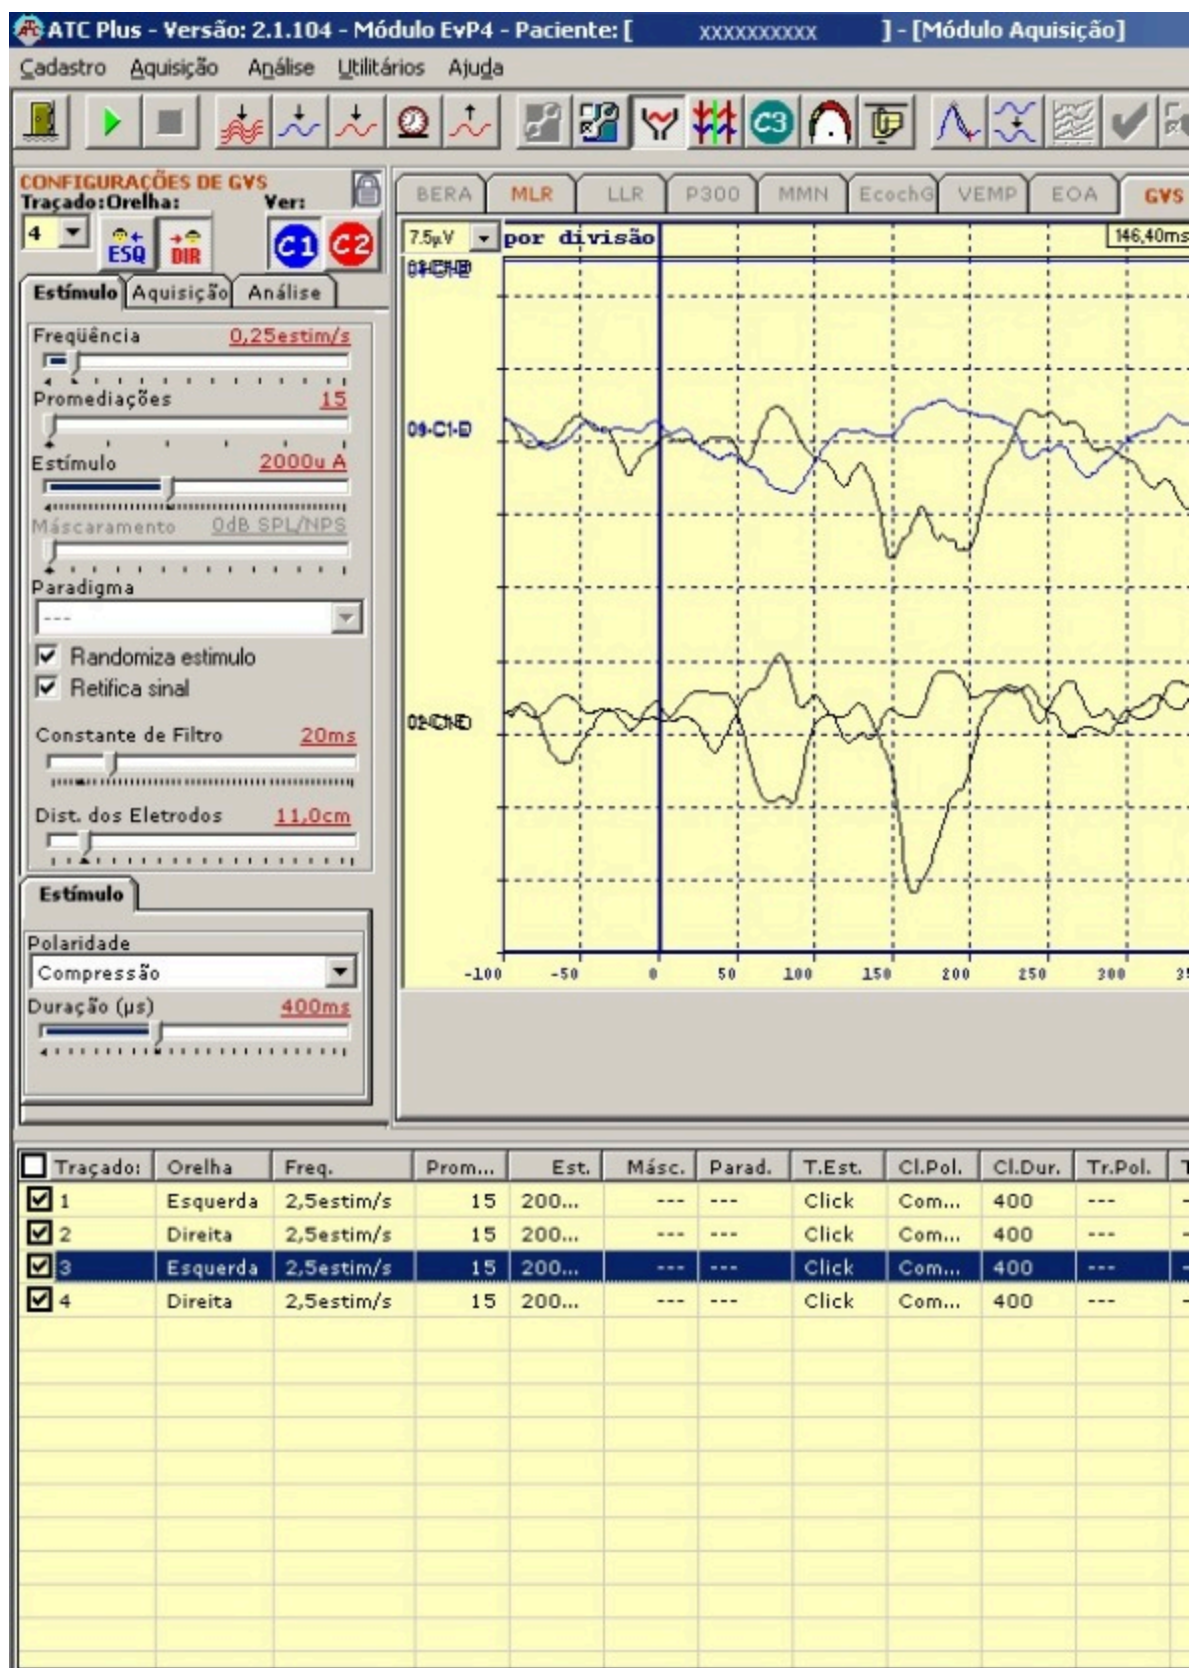 ATC Plus - Versão: 2.1.104 - Módulo EvP4 - Paciente: [ xxxxxxxxxx ] - [Módulo Aquisição]
Cadastro Aquisição Análise Utilitários Ajuda
C3
CONFIGURAÇÕES DE GVS
Traçado: Orelha: Ver:
4 ESQ DIR C1 C2
Estímulo Aquisição Análise
Freqüência 0,25estim/s
Promediações 15
Estímulo 2000u A
Máscaramento 0dB SPL/NPS
Paradigma
---
Randomiza estimulo
Retifica sinal
Constante de Filtro 20ms
Dist. dos Eletrodos 11,0cm
Estímulo
Polaridade
Compressão
Duração (µs) 400ms
BERA MLR LLR P300 MMN EcochG VEMP EOA GVS
7.5µV por divisão 146,40ms
-100 -50 0 50 100 150 200 250 300
Traçado: Orelha Freq. Prom... Est. Másc. Parad. T.Est. Cl.Pol. Cl.Dur. Tr.Pol.
1 Esquerda 2,5estim/s 15 200... --- --- Click Com... 400 ---
2 Direita 2,5estim/s 15 200... --- --- Click Com... 400 ---
3 Esquerda 2,5estim/s 15 200... --- --- Click Com... 400 ---
4 Direita 2,5estim/s 15 200... --- --- Click Com... 400 ---